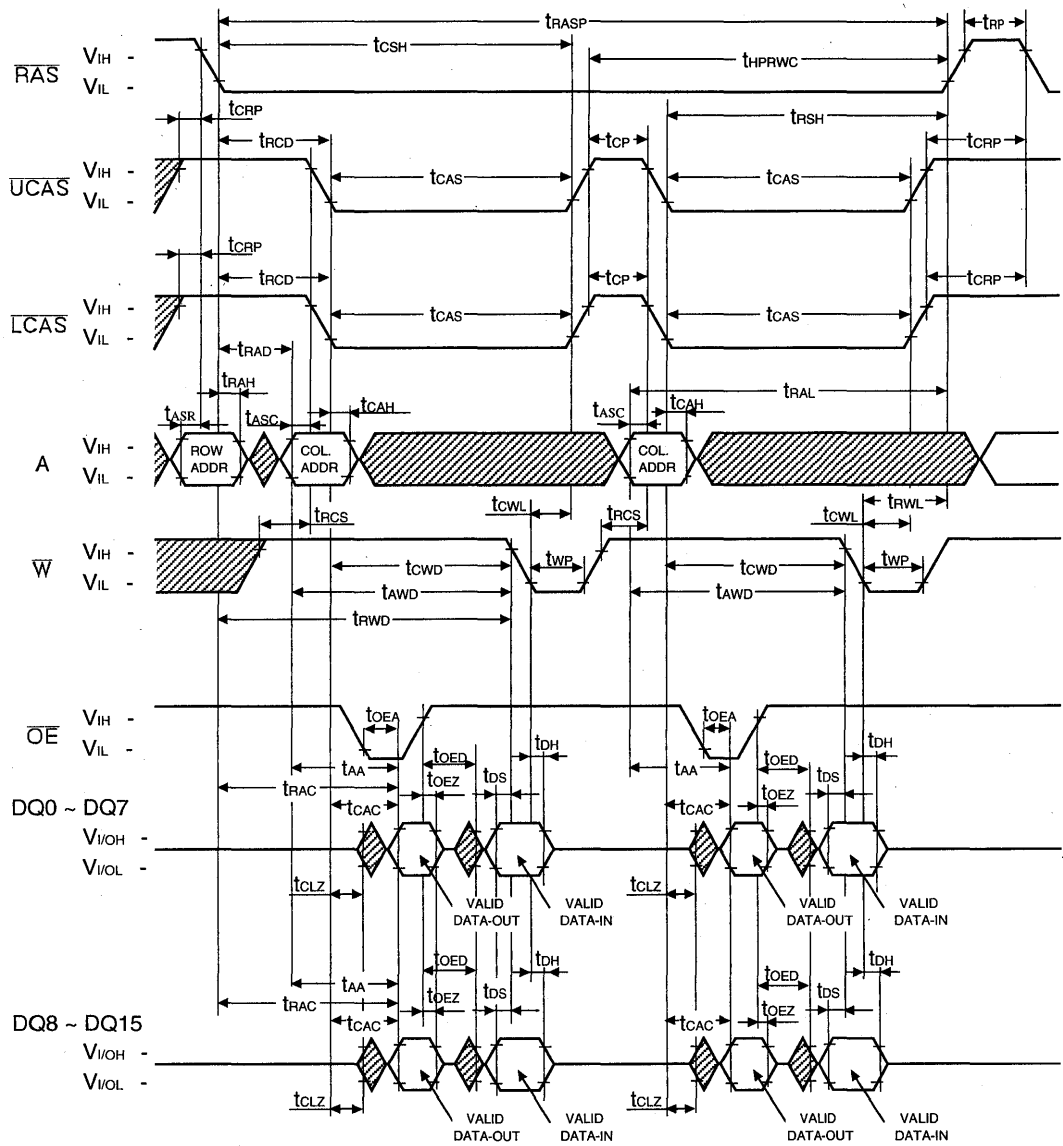 tRASP
tRP
tCSH
tHPRWC
RAS
VIH -
VIL -
tCRP
tRCD
tRSH
tCP
tCRP
UCAS
VIH -
VIL -
tCAS
tCAS
tCRP
tRCD
tCP
tCRP
LCAS
VIH -
VIL -
tCAS
tCAS
tRAD
tRAH
tRAL
tASR
tASC
tCAH
tASC
tCAH
A
VIH -
VIL -
ROW ADDR
COL. ADDR
COL. ADDR
tRCS
tCWL
tRCS
tCWL
tRWL
W
VIH -
VIL -
tCWD
tWP
tCWD
tWP
tAWD
tAWD
tRWD
OE
VIH -
VIL -
tOEA
tOEA
tAA
tOED
tDH
tAA
tOED
tDH
tRAC
tOEZ
tDS
tOEZ
tDS
DQ0 ~ DQ7
tCAC
tCAC
VI/OH -
VI/OL -
tCLZ
tCLZ
VALID DATA-OUT
VALID DATA-IN
VALID DATA-OUT
VALID DATA-IN
tAA
tOED
tDH
tOED
tDH
tRAC
tOEZ
tDS
tAA
tOEZ
tDS
DQ8 ~ DQ15
tCAC
tCAC
VI/OH -
VI/OL -
tCLZ
tCLZ
VALID DATA-OUT
VALID DATA-IN
VALID DATA-OUT
VALID DATA-IN